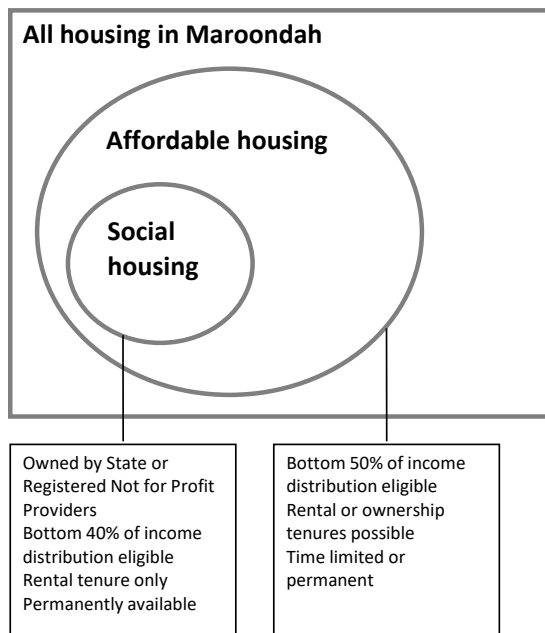 All housing in Maroondah
Affordable housing
Social
housing
Owned by State or
Registered Not for Profit
Providers
Bottom 40% of income
distribution eligible
Rental tenure only
Permanently available
Bottom 50% of income
distribution eligible
Rental or ownership
tenures possible
Time limited or
permanent